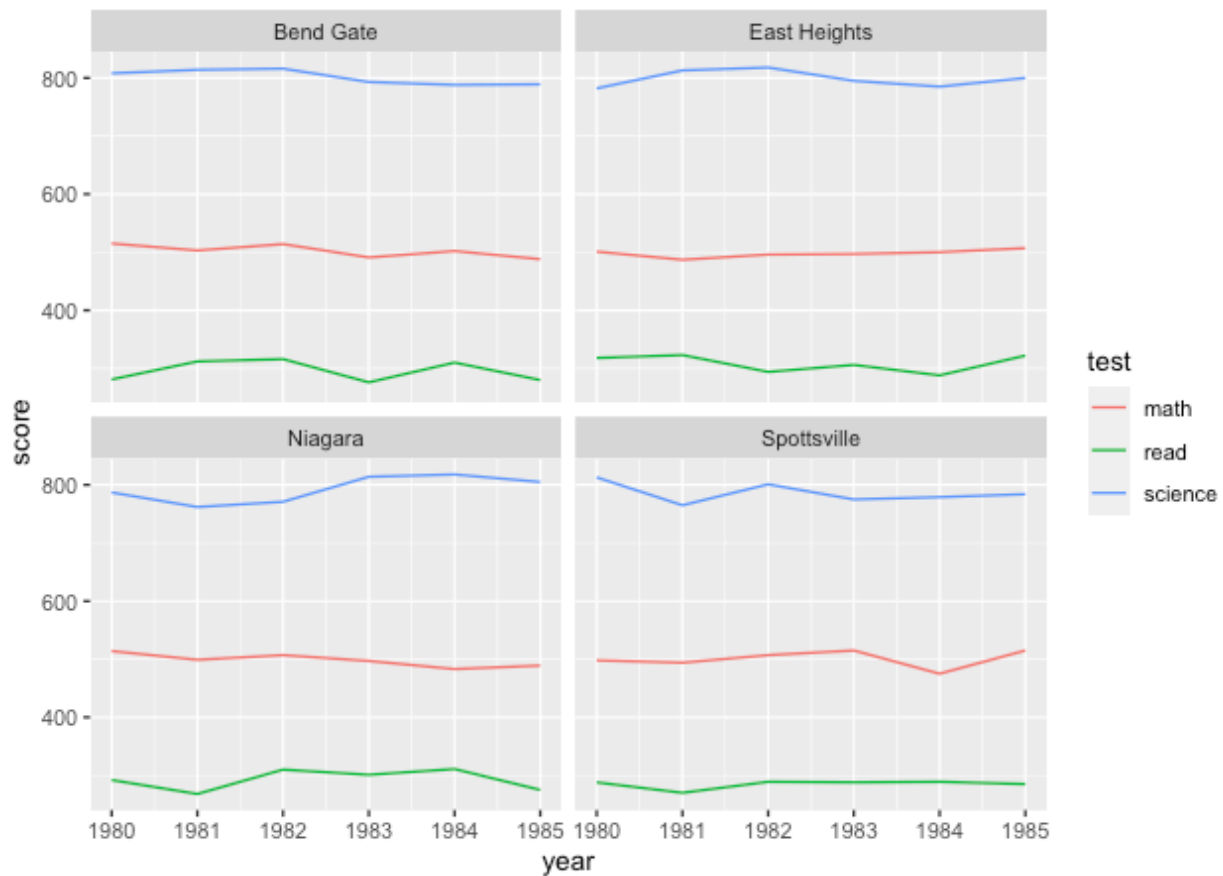 Bend Gate
East Heights
800
600
400
Niagara
Spottsville
800
600
400
1980 1981 1982 1983 1984 1985
1980 1981 1982 1983 1984 1985
year
score
test
math
read
science